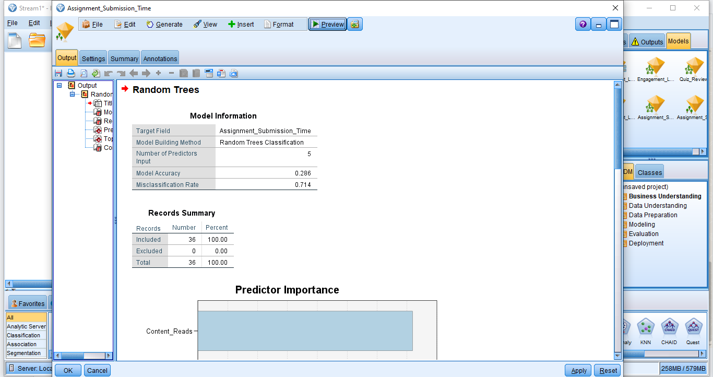 Stream1*
Assignment_Submission_Time
File Edit
File Edit Generate View Insert Format Preview
Output Settings Summary Annotations
Outputs Models
Output
Random
Titl
Mo
Re
Pre
Top
Co
Random Trees
Model Information
Target Field Assignment_Submission_Time
Model Building Method Random Trees Classification
Number of Predictors Input 5
Model Accuracy 0.286
Misclassification Rate 0.714
Records Summary
Records Number Percent
Included 36 100.00
Excluded 0 0.00
Total 36 100.00
Predictor Importance
Content_Reads
Engagement_L... Quiz_Review
Assignment_S... Assignment_S
DM Classes
unsaved project)
Business Understanding
Data Understanding
Data Preparation
Modeling
Evaluation
Deployment
Favorites
All
Analytic Server
Classification
Association
Segmentation
KNN CHAID Quest
OK Cancel Apply Reset
Server: Loca
258MB / 579MB